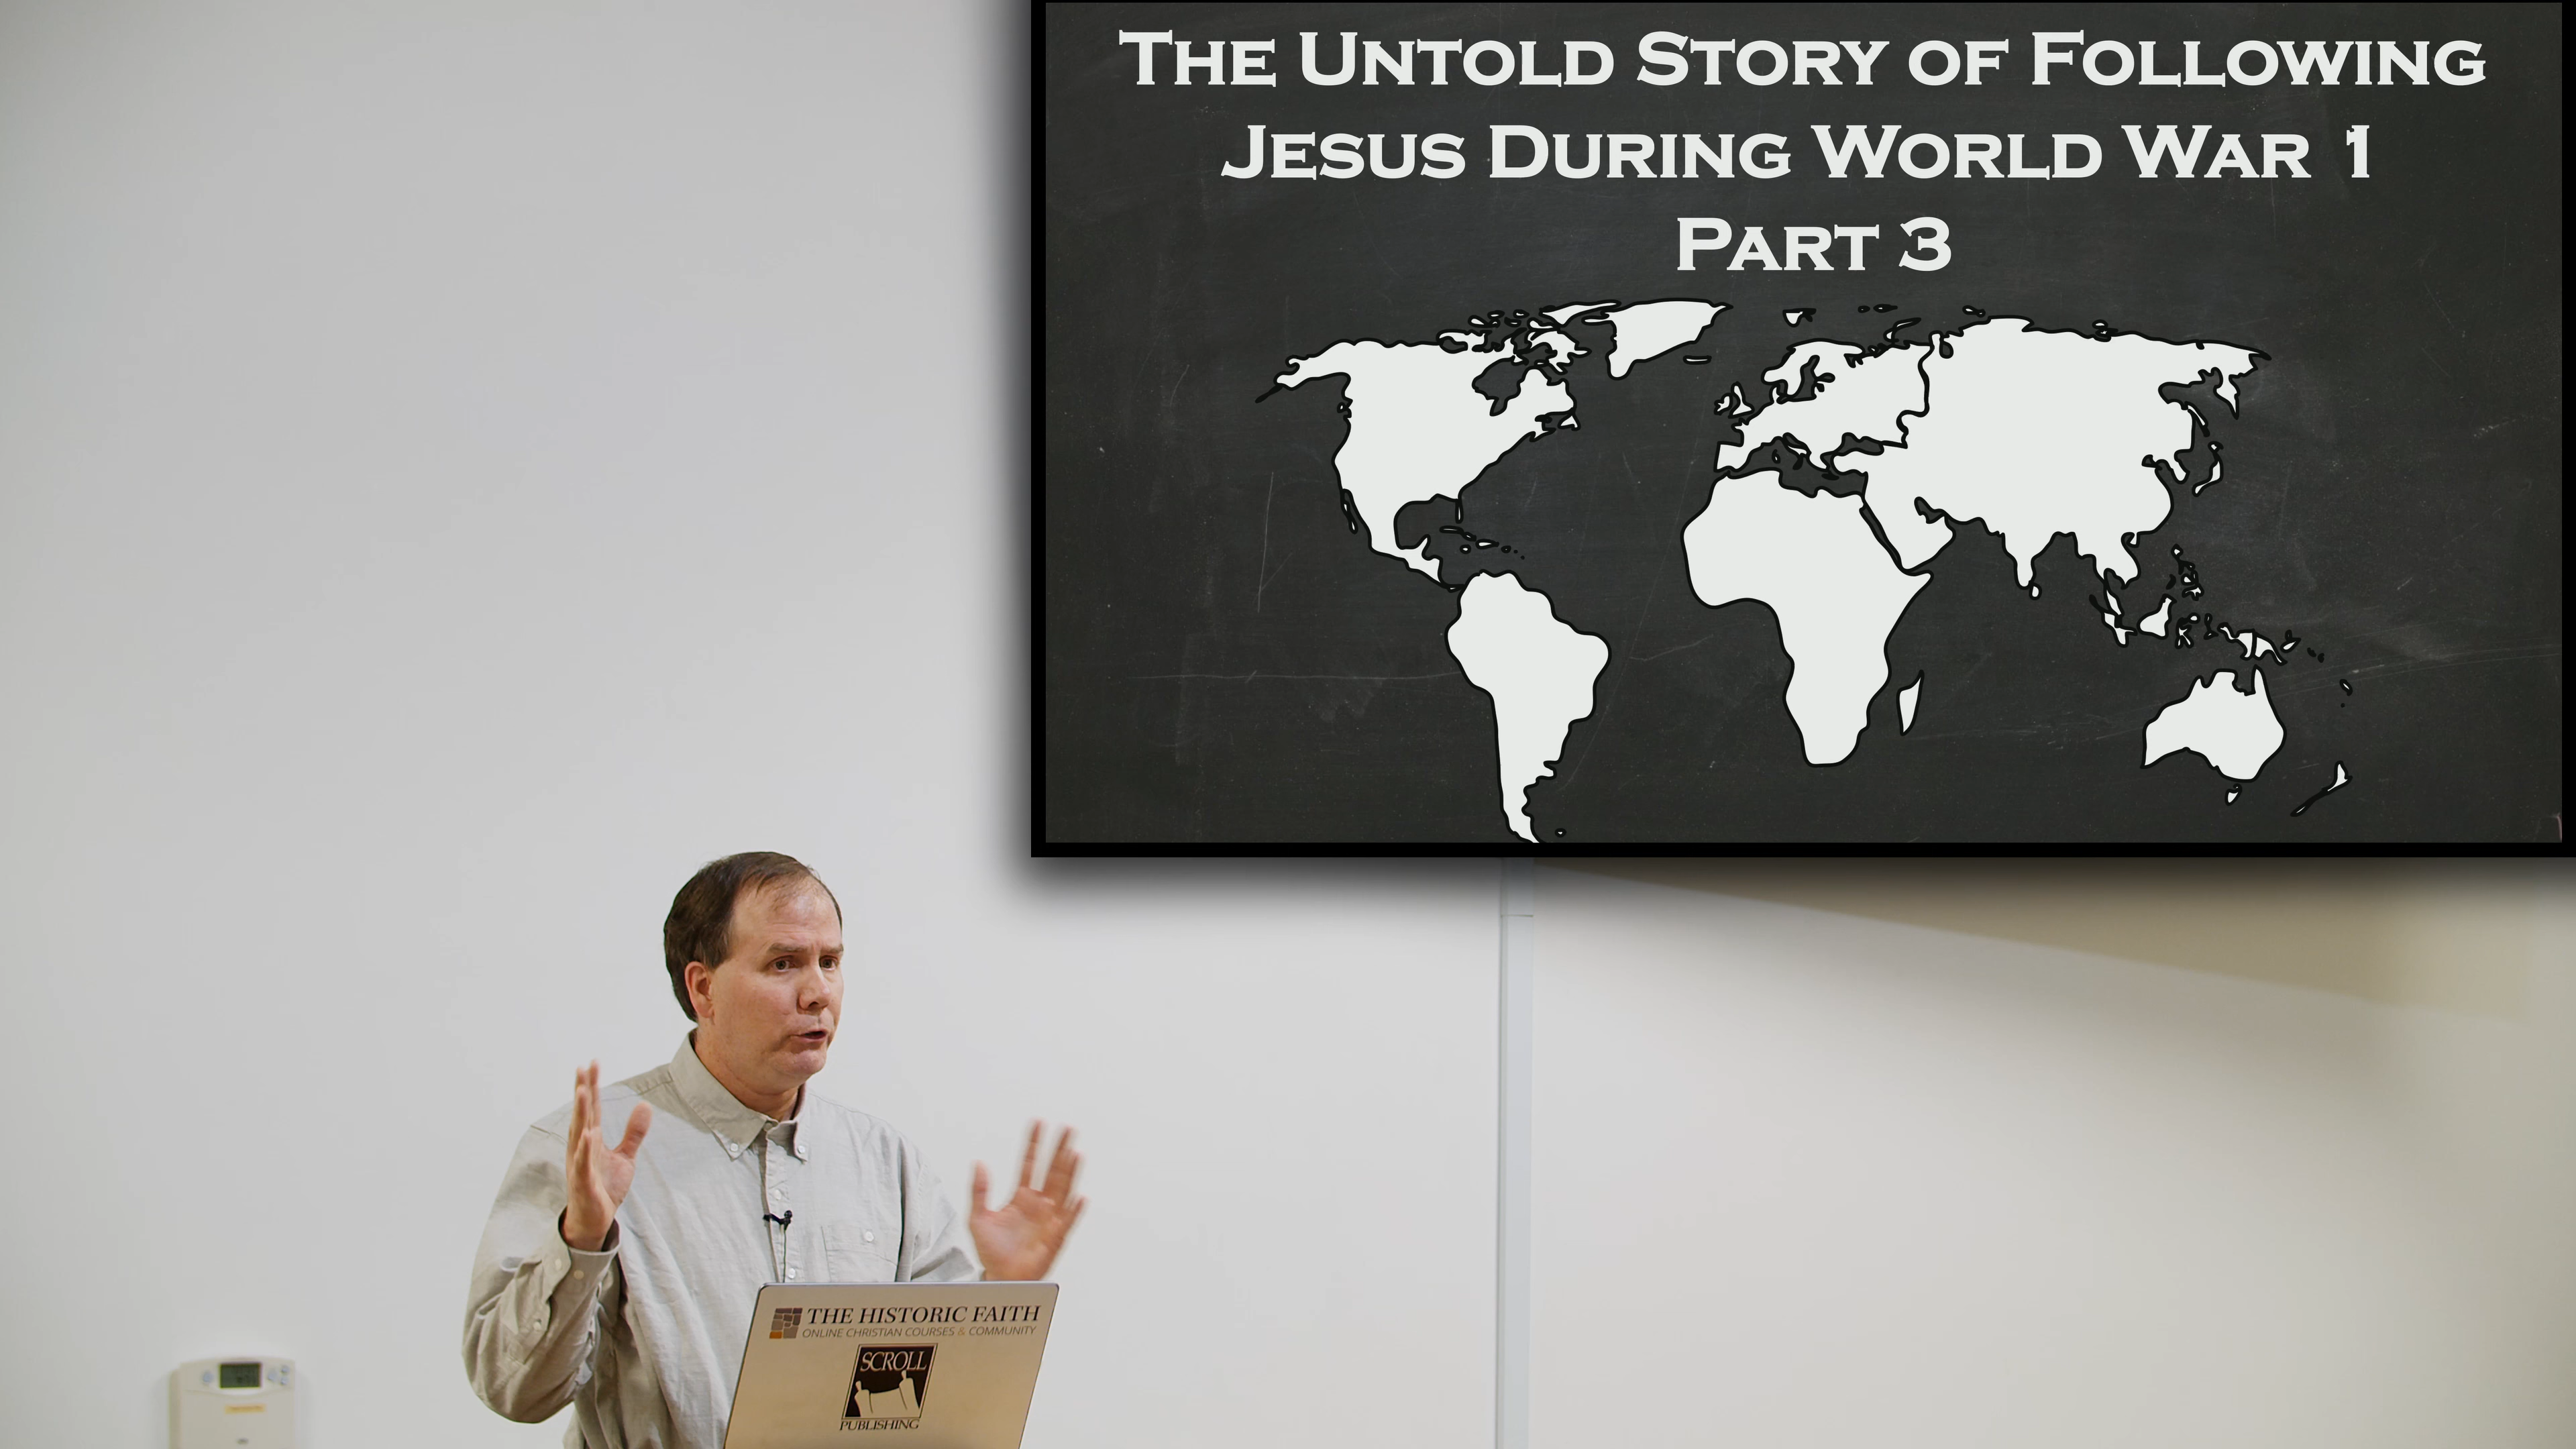 THE UNTOLD STORY OF FOLLOWING
JESUS DURING WORLD WAR 1
PART 3
THE HISTORIC FAITH
ONLINE CHRISTIAN COURSES & COMMUNITY
SCROLL
PUBLISHING